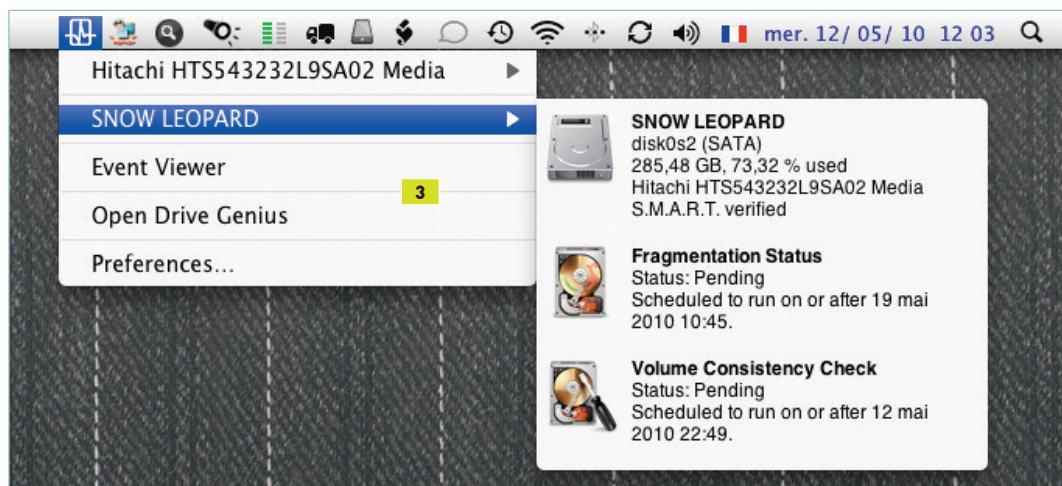 mer. 12/ 05/ 10 12 03
Hitachi HTS543232L9SA02 Media
SNOW LEOPARD
Event Viewer
3
Open Drive Genius
Preferences...
SNOW LEOPARD
disk0s2 (SATA)
285,48 GB, 73,32 % used
Hitachi HTS543232L9SA02 Media
S.M.A.R.T. verified
Fragmentation Status
Status: Pending
Scheduled to run on or after 19 mai
2010 10:45.
Volume Consistency Check
Status: Pending
Scheduled to run on or after 12 mai
2010 22:49.